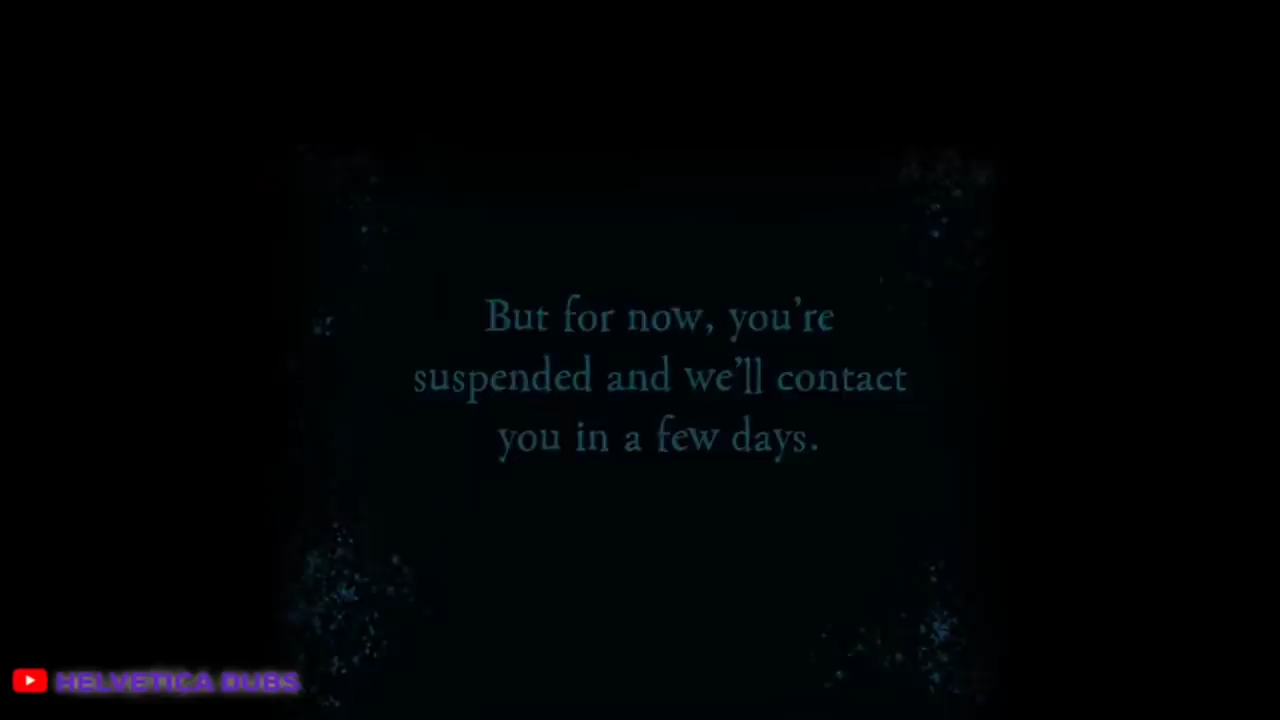 But for now, you're
suspended and we'll contact
you in a few days.
HELVETICA DUBS